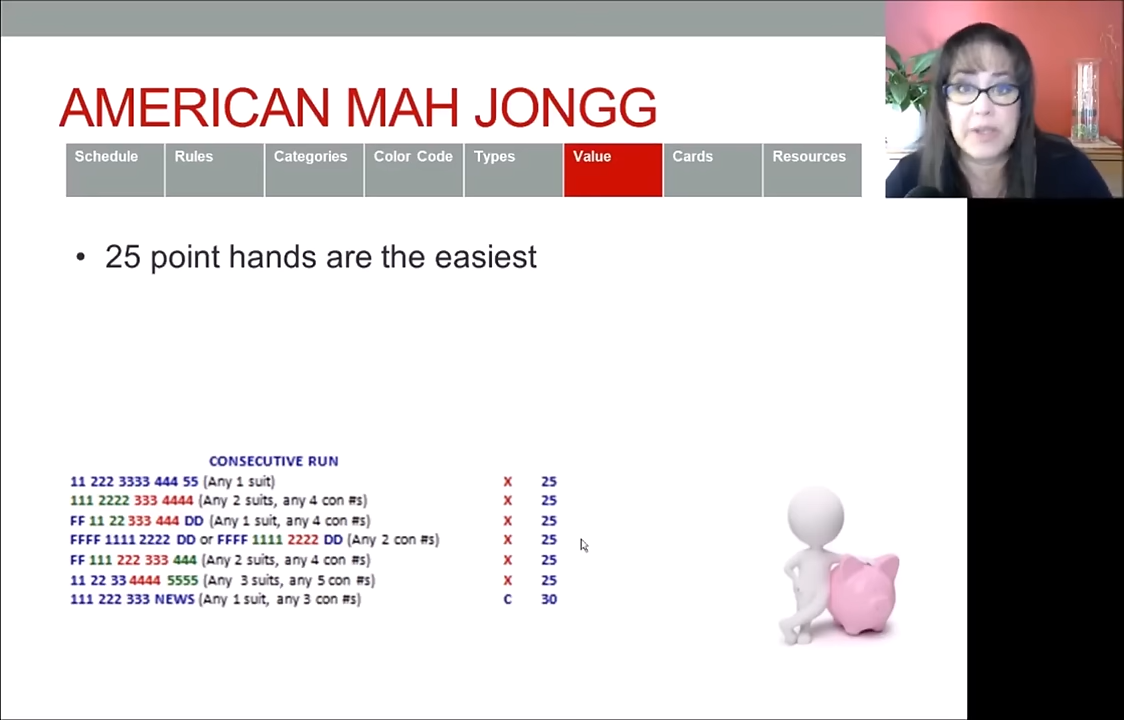 AMERICAN MAH JONGG
Schedule Rules Categories Color Code Types Value Cards Resources
• 25 point hands are the easiest
CONSECUTIVE RUN
11 222 3333 444 55 (Any 1 suit) X 25
111 2222 333 4444 (Any 2 suits, any 4 con #s) X 25
FF 11 22 333 444 DD (Any 1 suit, any 4 con #s) X 25
FFFF 1111 2222 DD or FFFF 1111 2222 DD (Any 2 con #s) X 25
FF 111 222 333 444 (Any 2 suits, any 4 con #s) X 25
11 22 33 4444 5555 (Any 3 suits, any 5 con #s) X 25
111 222 333 NEWS (Any 1 suit, any 3 con #s) C 30